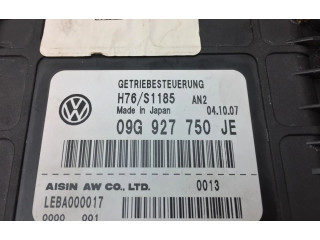 GETRIEBESTEUERUNG
H76/S1185 AN2
Made in Japan 04.10.07
09G 927 750 JE
AISIN AW CO., LTD. 0013
LEBA000017
0000 001